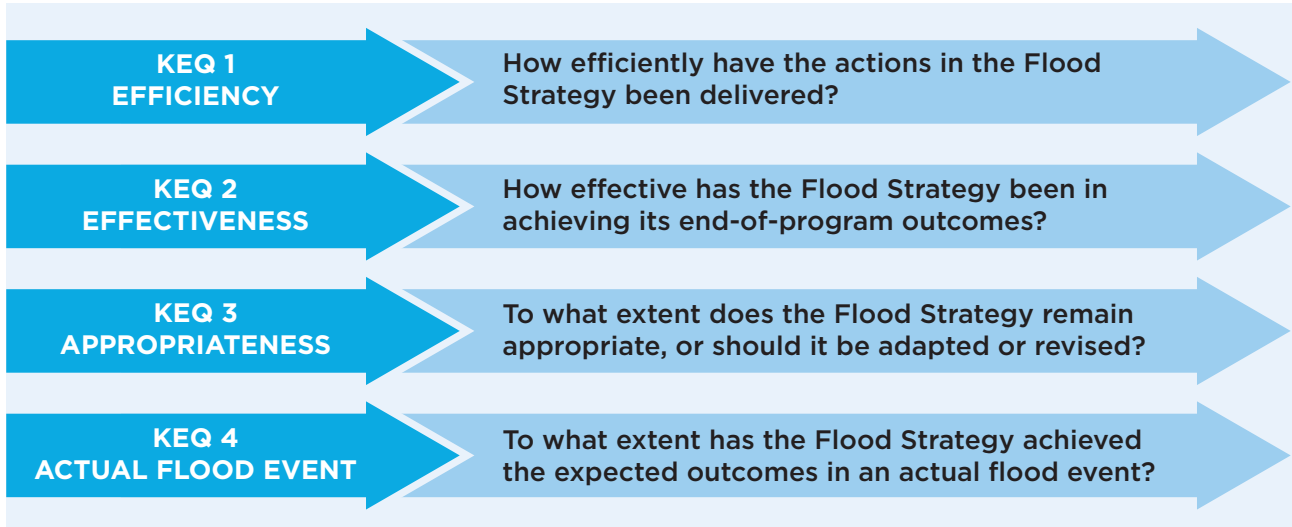 KEQ 1
EFFICIENCY
How efficiently have the actions in the Flood
Strategy been delivered?
KEQ 2
EFFECTIVENESS
How effective has the Flood Strategy been in
achieving its end-of-program outcomes?
KEQ 3
APPROPRIATENESS
To what extent does the Flood Strategy remain
appropriate, or should it be adapted or revised?
KEQ 4
ACTUAL FLOOD EVENT
To what extent has the Flood Strategy achieved
the expected outcomes in an actual flood event?